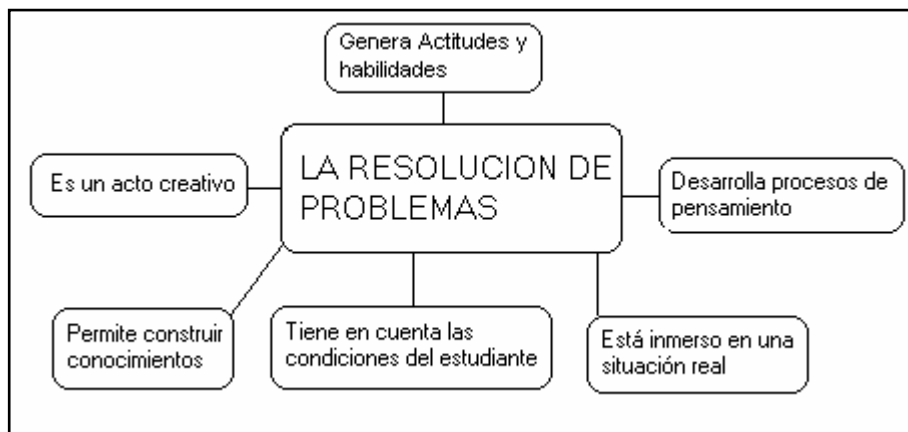 Genera Actitudes y
habilidades
Es un acto creativo
LA RESOLUCION DE
PROBLEMAS
Desarrolla procesos de
pensamiento
Permite construir
conocimientos
Tiene en cuenta las
condiciones del estudiante
Está inmerso en una
situación real